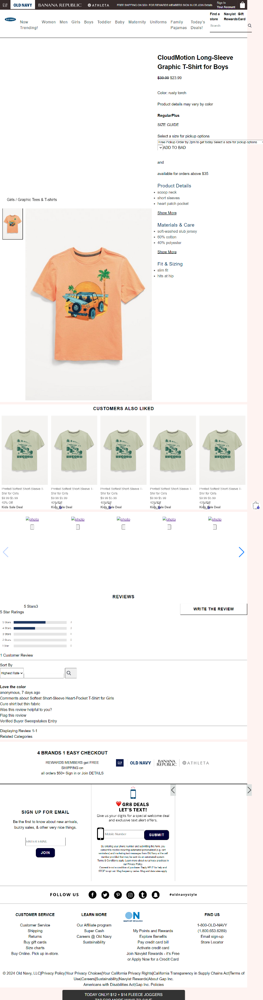 GAP
OLD NAVY
BANANA REPUBLIC
ATHLETA
FREE SHIPPING ON $50+ FOR REWARDS MEMBERS SIGN IN OR JOIN Details
Sign In
Your Account
OLD NAVY
Now
Trending!
Women
Men
Girls
Boys
Toddler
Baby
Maternity
Uniforms
Family
Pajamas
Today's
Deals!
Find a
store
Navyist
Rewards
Gift
Card
Search
CloudMotion Long-Sleeve
Graphic T-Shirt for Boys
$39.99 $23.99
Color: rusty torch
Product details may vary by color
RegularPlus
SIZE GUIDE
Select a size for pickup options
Free Pickup Order by 2pm to get today Select a size for pickup options
ADD TO BAD
and
available for orders above $35
Product Details
scoop neck
short sleeves
heart patch pocket
Show More
Materials & Care
soft-washed slub jersey
60% cotton
40% polyester
Show More
Fit & Sizing
slim fit
hits at hip
Girls / Graphic Tees & T-shirts
CUSTOMERS ALSO LIKED
RECORD
RECORD
RECORD
RECORD
RECORD
Printed Softest Short-Sleeve T-
Shir for Girls
$9.99 $5.99
40% Off
Kids Sale Deal
Printed Softest Short-Sleeve T-
Shir for Girls
$9.99 $5.99
40% Off
Kids Sale Deal
Printed Softest Short-Sleeve T-
Shir for Girls
$9.99 $5.99
40% Off
Kids Sale Deal
Printed Softest Short-Sleeve T-
Shir for Girls
$9.99 $5.99
40% Off
Kids Sale Deal
Printed Softest Short-Sleeve T-
Shir for Girls
$9.99 $5.99
40% Off
Kids Sale Deal
photo
photo
photo
photo
photo
REVIEWS
5 Stars3
5 Star Ratings
WRITE THE REVIEW
5 Stars 3
4 Stars 2
3 Stars 0
2 Stars 0
1 Star 0
1 Customer Review
Sort By
Highest Rate
Love the color
anonymous, 7 days ago
Comments about Softest Short-Sleeve Heart-Pocket T-Shirt for Girls
Cure shirt but thin fabric
Was this review helpful to you?
Flag this review
Verified Buyer Sweepstakes Entry
Displaying Review 1-1
Related Categories
4 BRANDS 1 EASY CHECKOUT
REWARDS MEMBERS get FREE
SHIPPING on
all orders $50+ Sign in or Join DETAILS
GAP
OLD NAVY
BANANA
REPUBLIC
ATHLETA
SIGN UP FOR EMAIL
Be the first to know about new arrivals,
buzzy sales, & other very nice things.
ENTER EMAIL
JOIN
GR8 DEALS
LET'S TEXT!
Give us your digits for a special welcome deal
and exclusive text alert offers.
Mobile Number
SUBMIT
By entering your phone number and submitting this form, you
consent to receive recurring automated personalized (e.g. cart
reminders) and marketing text messages from Old Navy at the cell
number provided that may be sent via an automated system.
Terms & Conditions apply. Learn more about our privacy practices in
our Privacy Policy.
Consent is not a condition of purchase. Reply HELP for help and
STOP to opt out. Msg frequency varies. Msg and data rates apply.
FOLLOW US
#oldnavystyle
CUSTOMER SERVICE
Customer Service
Shipping
Returns
Buy gift cards
Size charts
Buy Online. Pick up in-store.
LEARN MORE
Our Affiliate program
Super Cash
Careers @ Old Navy
Sustainability
ON
NAVYIST REWARDS
My Points and Rewards
Explore Benefits
Pay credit card bill
Activate credit card
Join Navyist Rewards - it's Free
or Apply Now for a Credit Card
FIND US
1-800-OLD-NAVY
(1.800.653.6289)
Email sign-up
Store Locator
© 2024 Old Navy, LLC|Privacy Policy|Your Privacy Choices|Your California Privacy Rights|California Transparency in Supply Chains Act|Terms of
Use|Careers|Sustainability|Navyist Rewards|About Gap Inc.
Americans with Disabilities Act|Gap Inc. Policies
TODAY ONLY! $12 + $14 FLEECE JOGGERS
TAP FOR MORE WAYS TO SAVE